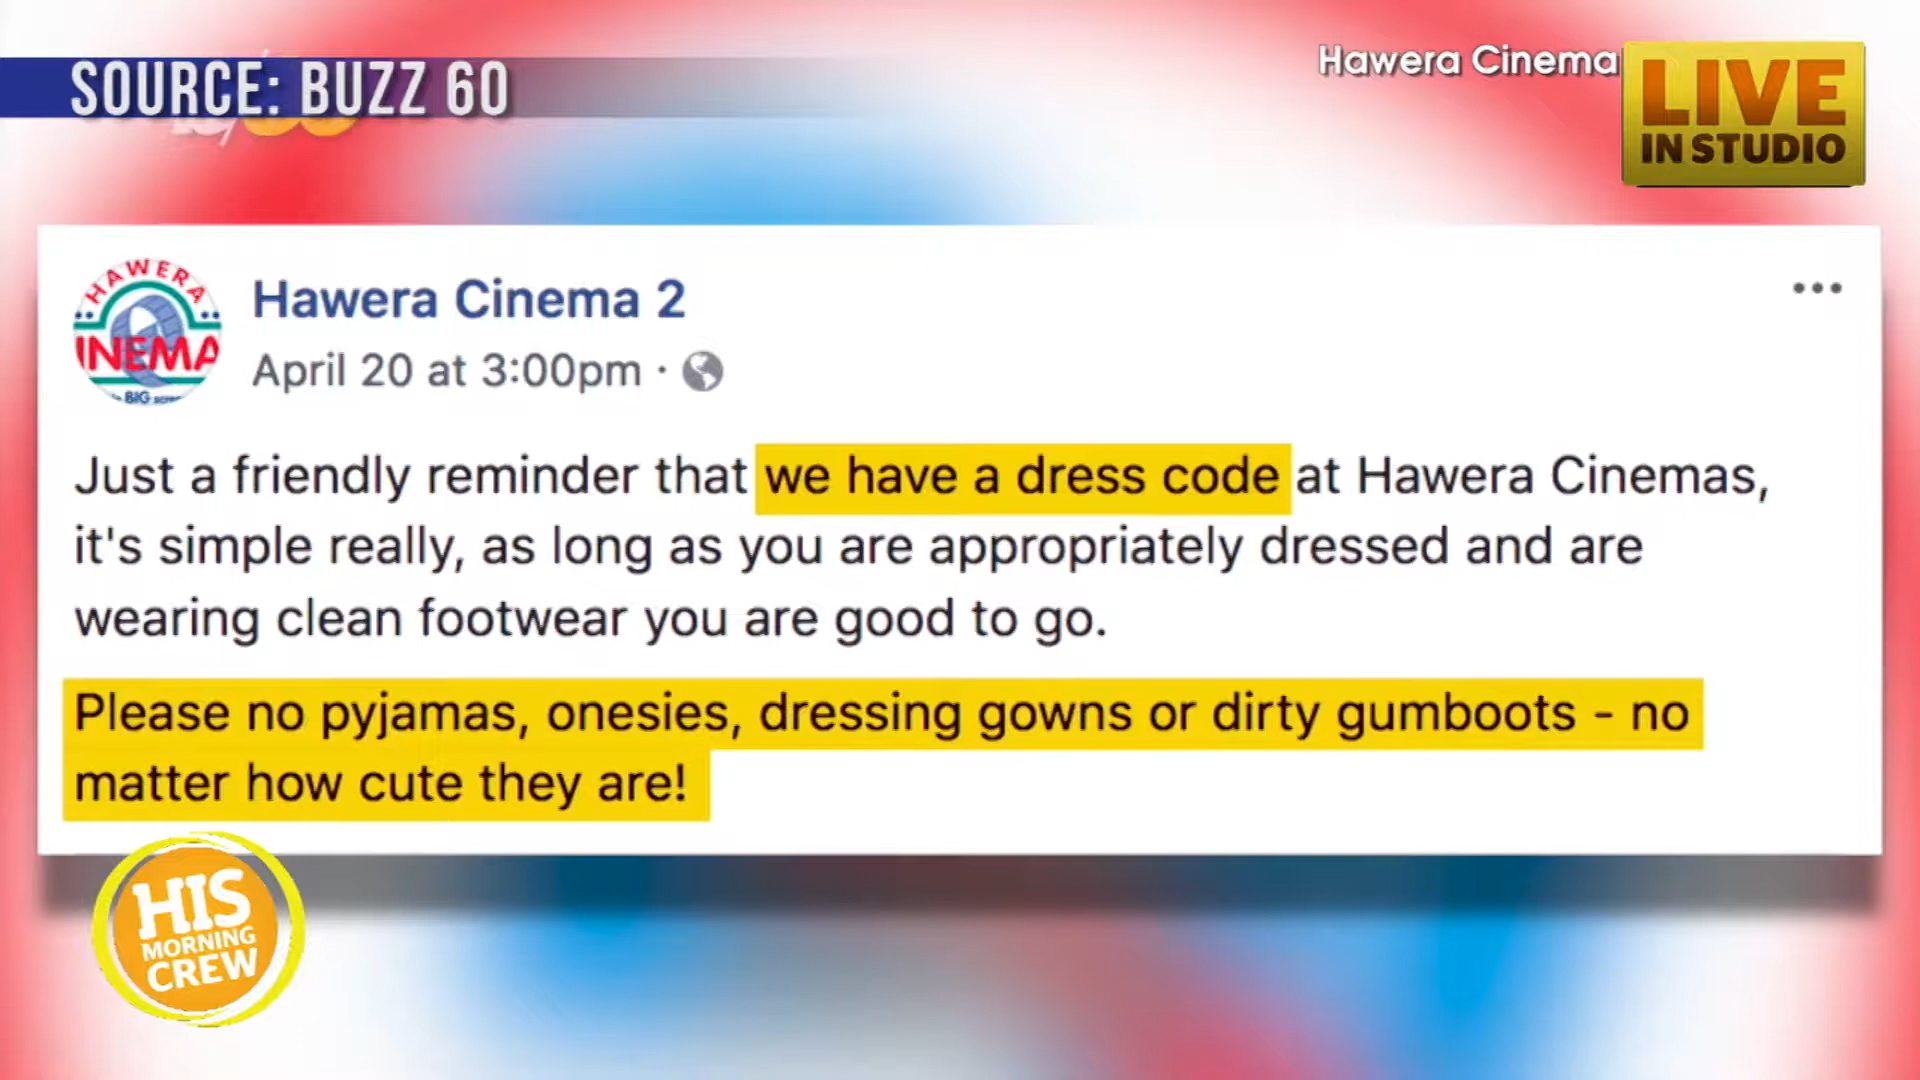 SOURCE: BUZZ 60
Hawera Cinema
LIVE
IN STUDIO
HAWERA
INEMA
BIG
Hawera Cinema 2
April 20 at 3:00pm ·
Just a friendly reminder that we have a dress code at Hawera Cinemas,
it's simple really, as long as you are appropriately dressed and are
wearing clean footwear you are good to go.
Please no pyjamas, onesies, dressing gowns or dirty gumboots - no
matter how cute they are!
HIS
MORNING
CREW